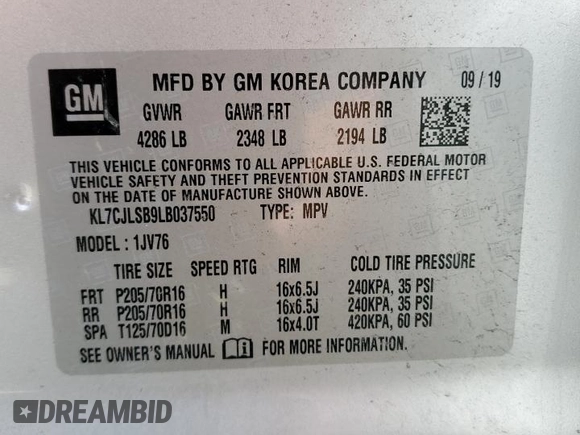 GM MFD BY GM KOREA COMPANY 09/19
GVWR GAWR FRT GAWR RR
4286 LB 2348 LB 2194 LB
THIS VEHICLE CONFORMS TO ALL APPLICABLE U.S. FEDERAL MOTOR
VEHICLE SAFETY AND THEFT PREVENTION STANDARDS IN EFFECT
ON THE DATE OF MANUFACTURE SHOWN ABOVE.
KL7CJLSB9LB037550 TYPE: MPV
MODEL: 1JV76
TIRE SIZE SPEED RTG RIM COLD TIRE PRESSURE
FRT P205/70R16 H 16x6.5J 240KPA, 35 PSI
RR P205/70R16 H 16x6.5J 240KPA, 35 PSI
SPA T125/70D16 M 16x4.0T 420KPA, 60 PSI
SEE OWNER'S MANUAL FOR MORE INFORMATION.
DREAMBID